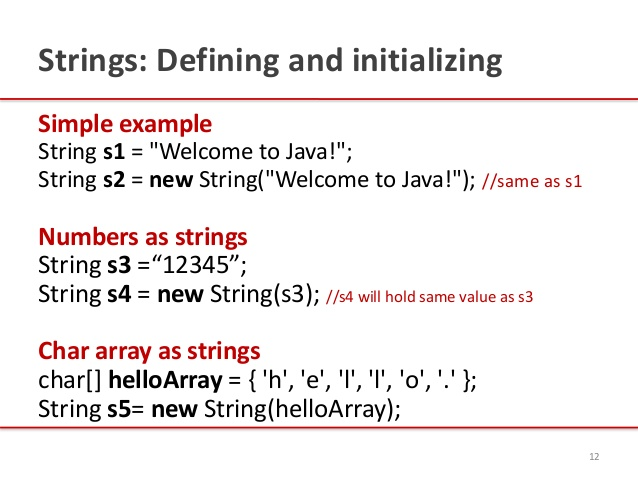 Strings: Defining and initializing
Simple example
String s1 = "Welcome to Java!";
String s2 = new String("Welcome to Java!"); //same as s1
Numbers as strings
String s3 =“12345”;
String s4 = new String(s3); //s4 will hold same value as s3
Char array as strings
char[] helloArray = { 'h', 'e', 'l', 'l', 'o', '.' };
String s5= new String(helloArray);
12